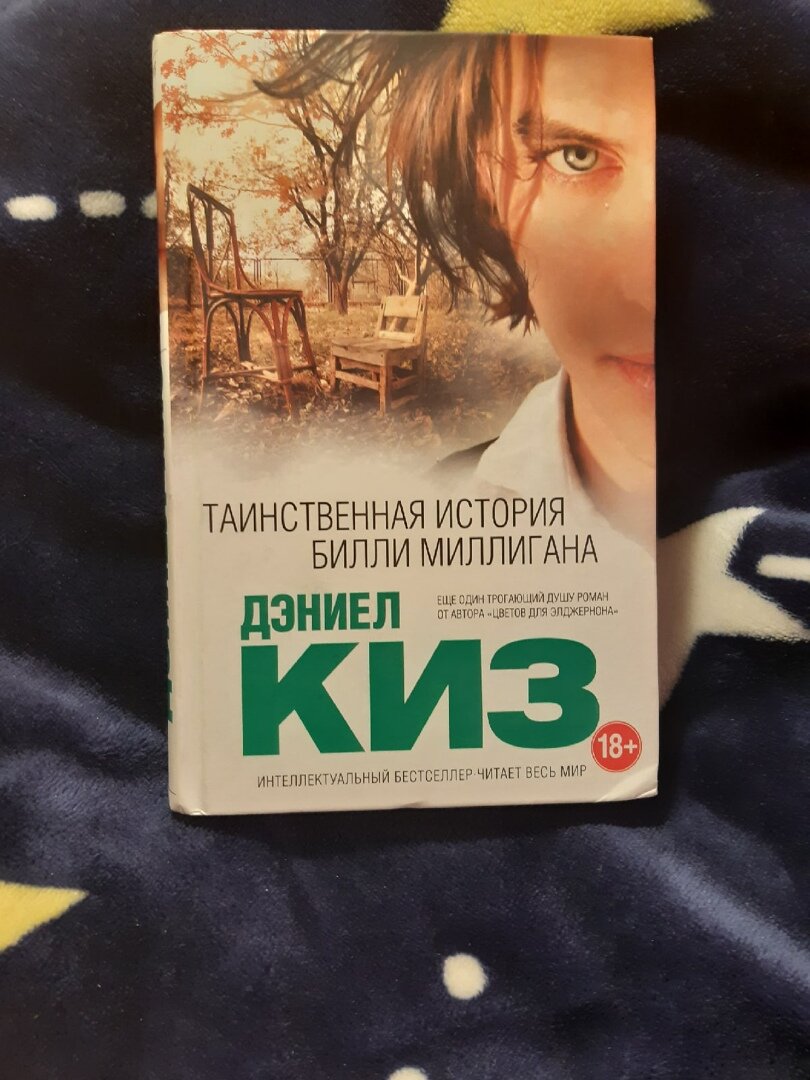 ТАИНСТВЕННАЯ ИСТОРИЯ
БИЛЛИ МИЛЛИГАНА
ДЭНИЕЛ
ЕЩЕ ОДИН ТРОГАЮЩИЙ ДУШУ РОМАН
ОТ АВТОРА «ЦВЕТОВ ДЛЯ ЭЛДЖЕРНОНА»
КИЗ
18+
ИНТЕЛЛЕКТУАЛЬНЫЙ БЕСТСЕЛЛЕР-ЧИТАЕТ ВЕСЬ МИР